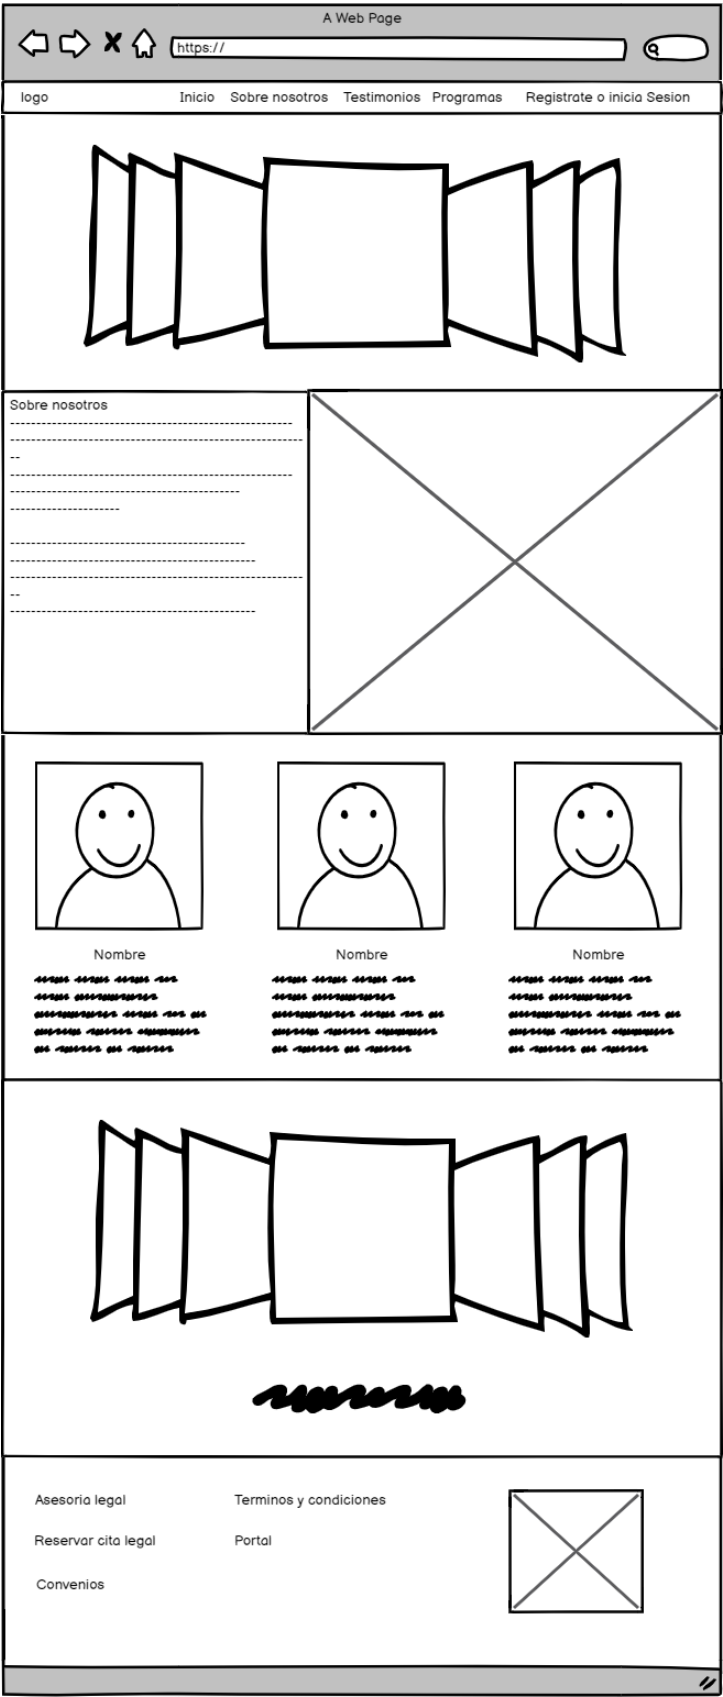 A Web Page
https://
logo Inicio Sobre nosotros Testimonios Programas Registrate o inicia Sesion
Sobre nosotros
Nombre Nombre Nombre
Asesoria legal Terminos y condiciones
Reservar cita legal Portal
Convenios